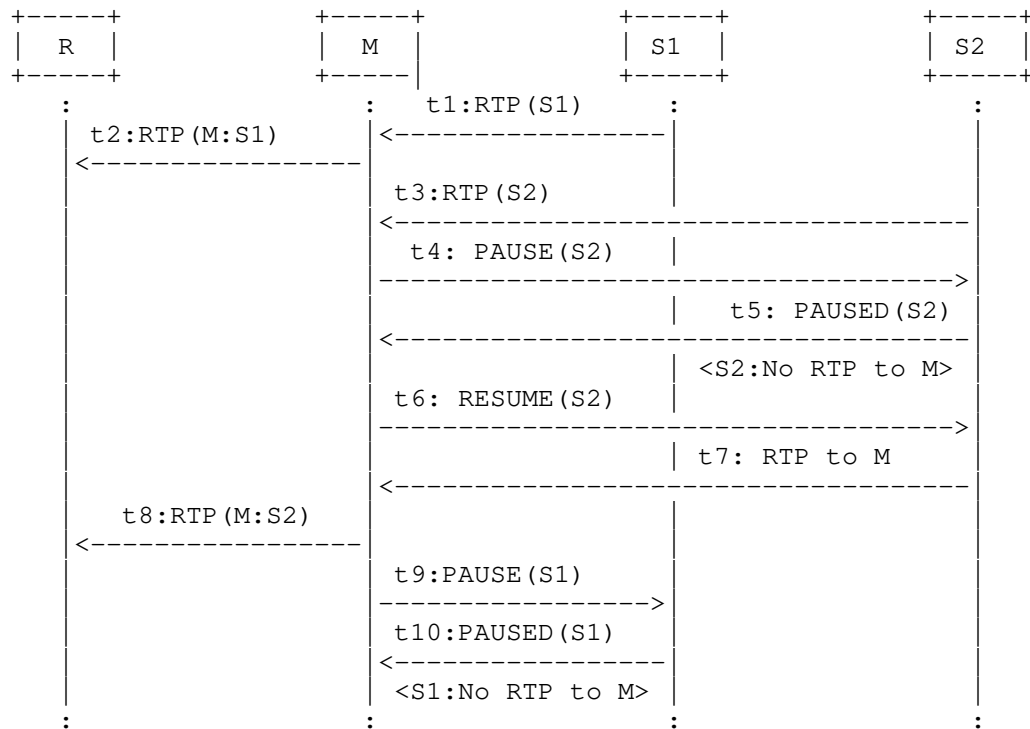 R M S1 S2
t1:RTP(S1)
t2:RTP(M:S1)
t3:RTP(S2)
t4: PAUSE(S2)
t5: PAUSED(S2)
<S2:No RTP to M>
t6: RESUME(S2)
t7: RTP to M
t8:RTP(M:S2)
t9:PAUSE(S1)
t10:PAUSED(S1)
<S1:No RTP to M>